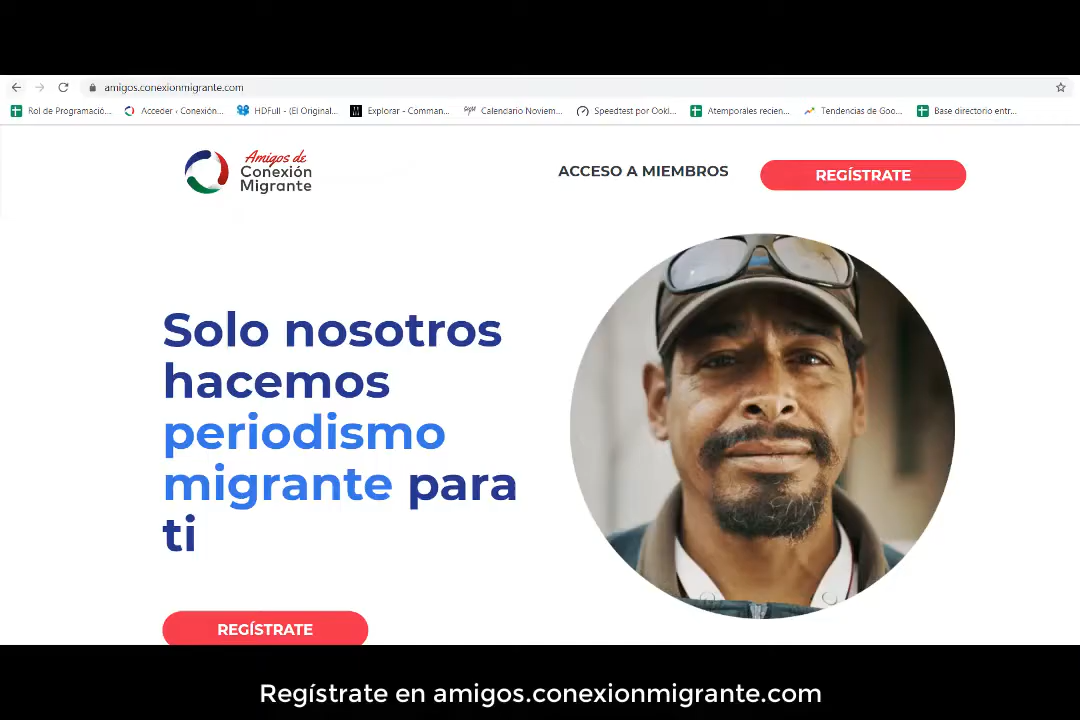 amigos.conexionmigrante.com
Rol de Programació... Acceder ‹ Conexión... HDFull - (El Original... Explorar - Comman... Calendario Noviem... Speedtest por Ookl... Atemporales recien... Tendencias de Goo... Base directorio entr...
Amigos de
Conexión
Migrante
ACCESO A MIEMBROS
REGÍSTRATE
Solo nosotros
hacemos
periodismo
migrante para
ti
REGÍSTRATE
Regístrate en amigos.conexionmigrante.com